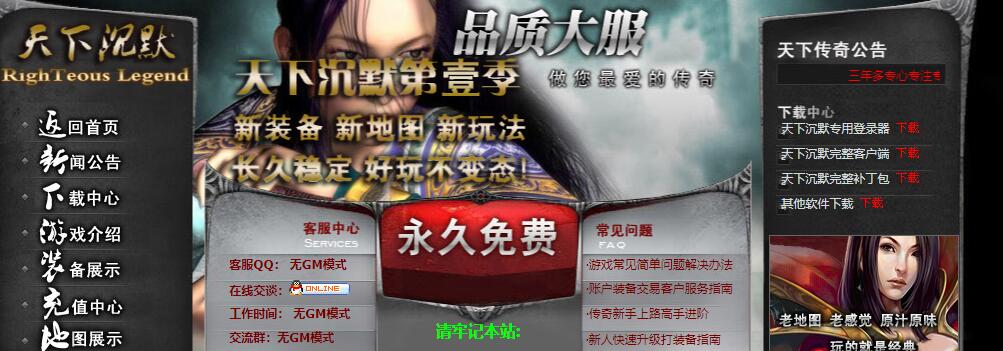 天下沉默
RighTeous Legend
返回首页
新闻公告
下载中心
游戏介绍
装备展示
充值中心
地图展示
品质大服
天下沉默第壹季
做您最爱的传奇
新装备 新地图 新玩法
长久稳定 好玩不变态!
客服中心
SERVICES
客服QQ： 无GM模式
在线交谈： ONLINE
工作时间： 无GM模式
交流群： 无GM模式
永久免费
请牢记本站:
常见问题
FAQ
·游戏常见简单问题解决办法
·账户装备交易客户服务指南
·传奇新手上路高手进阶
·新人快速升级打装备指南
天下传奇公告
三年多专心专注专
下载中心
天下沉默专用登录器 下载
天下沉默完整客户端 下载
天下沉默完整补丁包 下载
其他软件下载 下载
老地图 老感觉 原汁原味
玩的就是经典